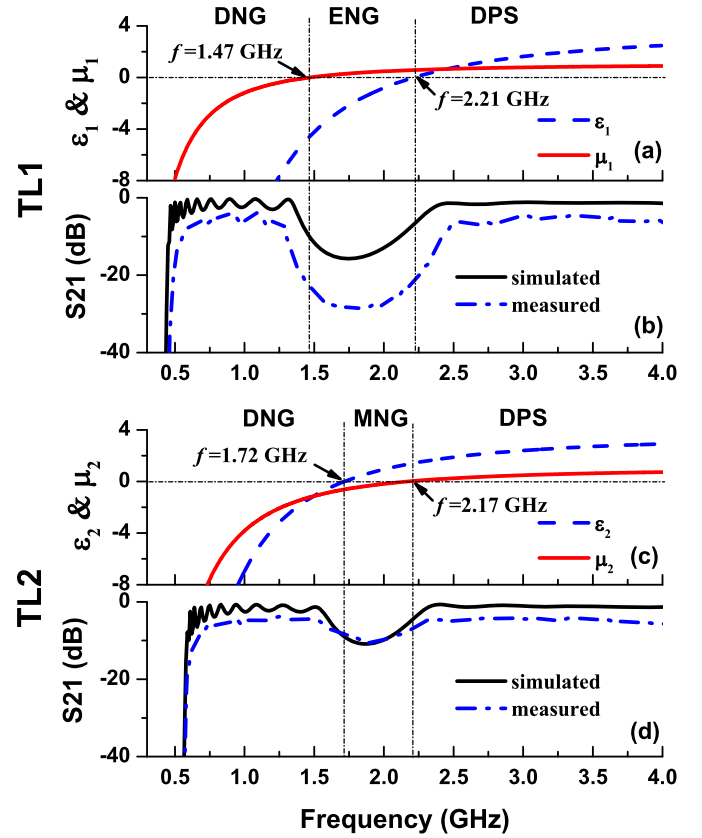 DNG ENG DPS
4
f=1.47 GHz
0
f=2.21 GHz
-4
ε1
μ1
(a)
-8
ε1 & μ1
TL1
0
-20
-40
S21 (dB)
simulated
measured
(b)
0.5 1.0 1.5 2.0 2.5 3.0 3.5 4.0
DNG MNG DPS
4
f=1.72 GHz
0
f=2.17 GHz
-4
ε2
μ2
(c)
-8
ε2 & μ2
TL2
0
-20
-40
S21 (dB)
simulated
measured
(d)
0.5 1.0 1.5 2.0 2.5 3.0 3.5 4.0
Frequency (GHz)